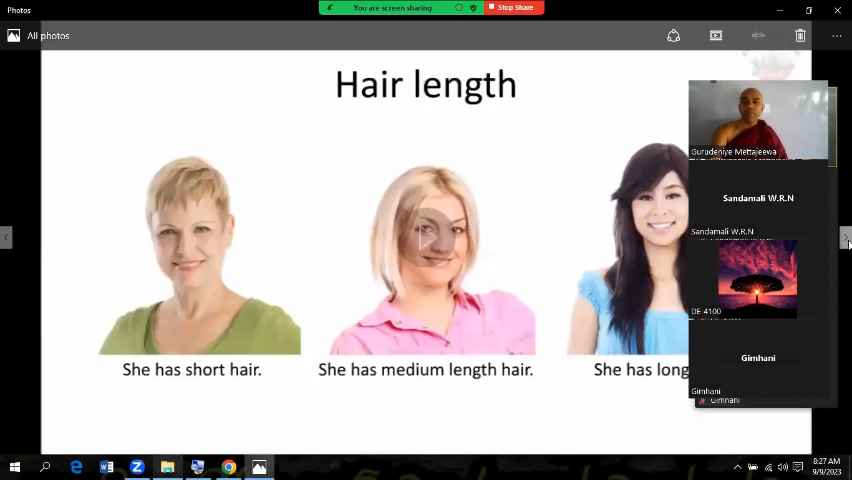 Photos
You are screen sharing
Stop Share
All photos
Hair length
Gurudeniye Mettajeewa
Sandamali W.R.N
Sandamali W.R.N
DE 4100
Gimhani
Gimhani
Gimhani
She has short hair.
She has medium length hair.
She has long
8:27 AM
9/9/2023